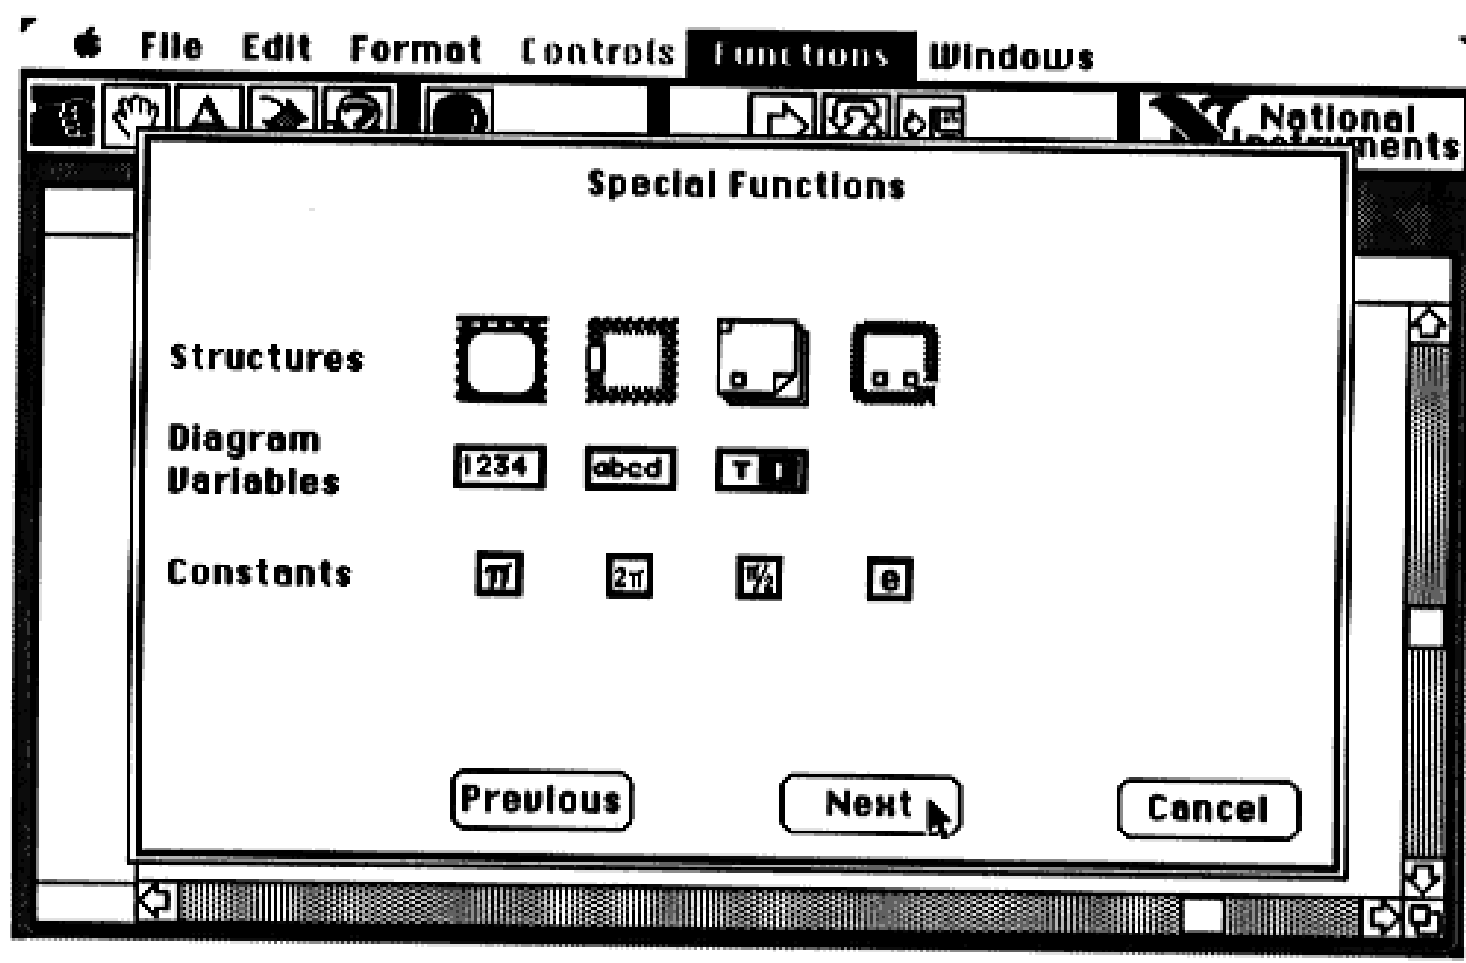 File Edit Format Controls Functions Windows
National
Instruments
Special Functions
Structures
Diagram
Variables
1234 abcd T
Constants
π 2π π/2 e
Previous Next Cancel